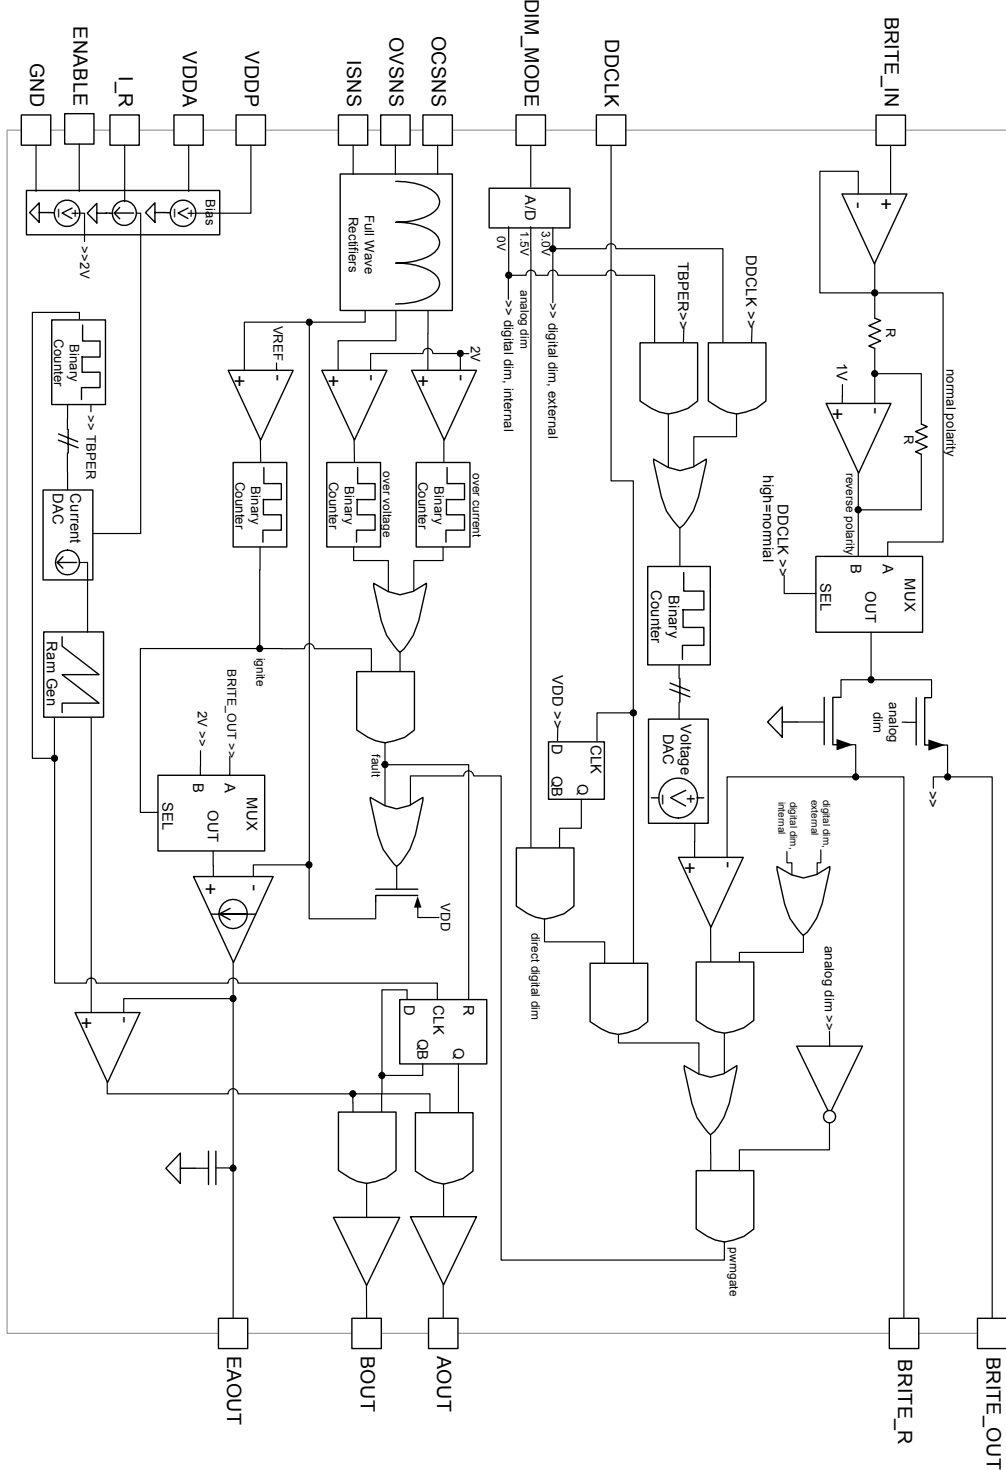 BRITE_IN
DDCLK
DIM_MODE
OCSNS
OVSNS
ISNS
VDDP
VDDA
I_R
ENABLE
GND
+
-
R
R
normal polarity
1V
-
+
reverse polarity
DDCLK >>
high=normial
MUX
A
B
OUT
SEL
analog
dim
>>
DDCLK >>
TBPER>>
A/D
3.0V
1.5V
0V
>> digital dim, external
analog dim
>> digital dim, internal
Binary
Counter
Voltage
DAC
+
-
digital dim,
external
digital dim,
internal
-
+
analog dim >>
VDD >>
CLK
D
Q
QB
direct digital dim
pwmgate
Full Wave
Rectifiers
2V
-
+
-
+
VREF
-
+
over current
Binary
Counter
over voltage
Binary
Counter
Binary
Counter
ignite
fault
VDD
BRITE_OUT >>
2V >>
MUX
A
B
OUT
SEL
-
+
R
CLK
D
Q
QB
Bias
+
-
+
-
>>2V
Binary
Counter
>> TBPER
Current
DAC
Ram Gen
-
+
BRITE_OUT
BRITE_R
AOUT
BOUT
EAOUT